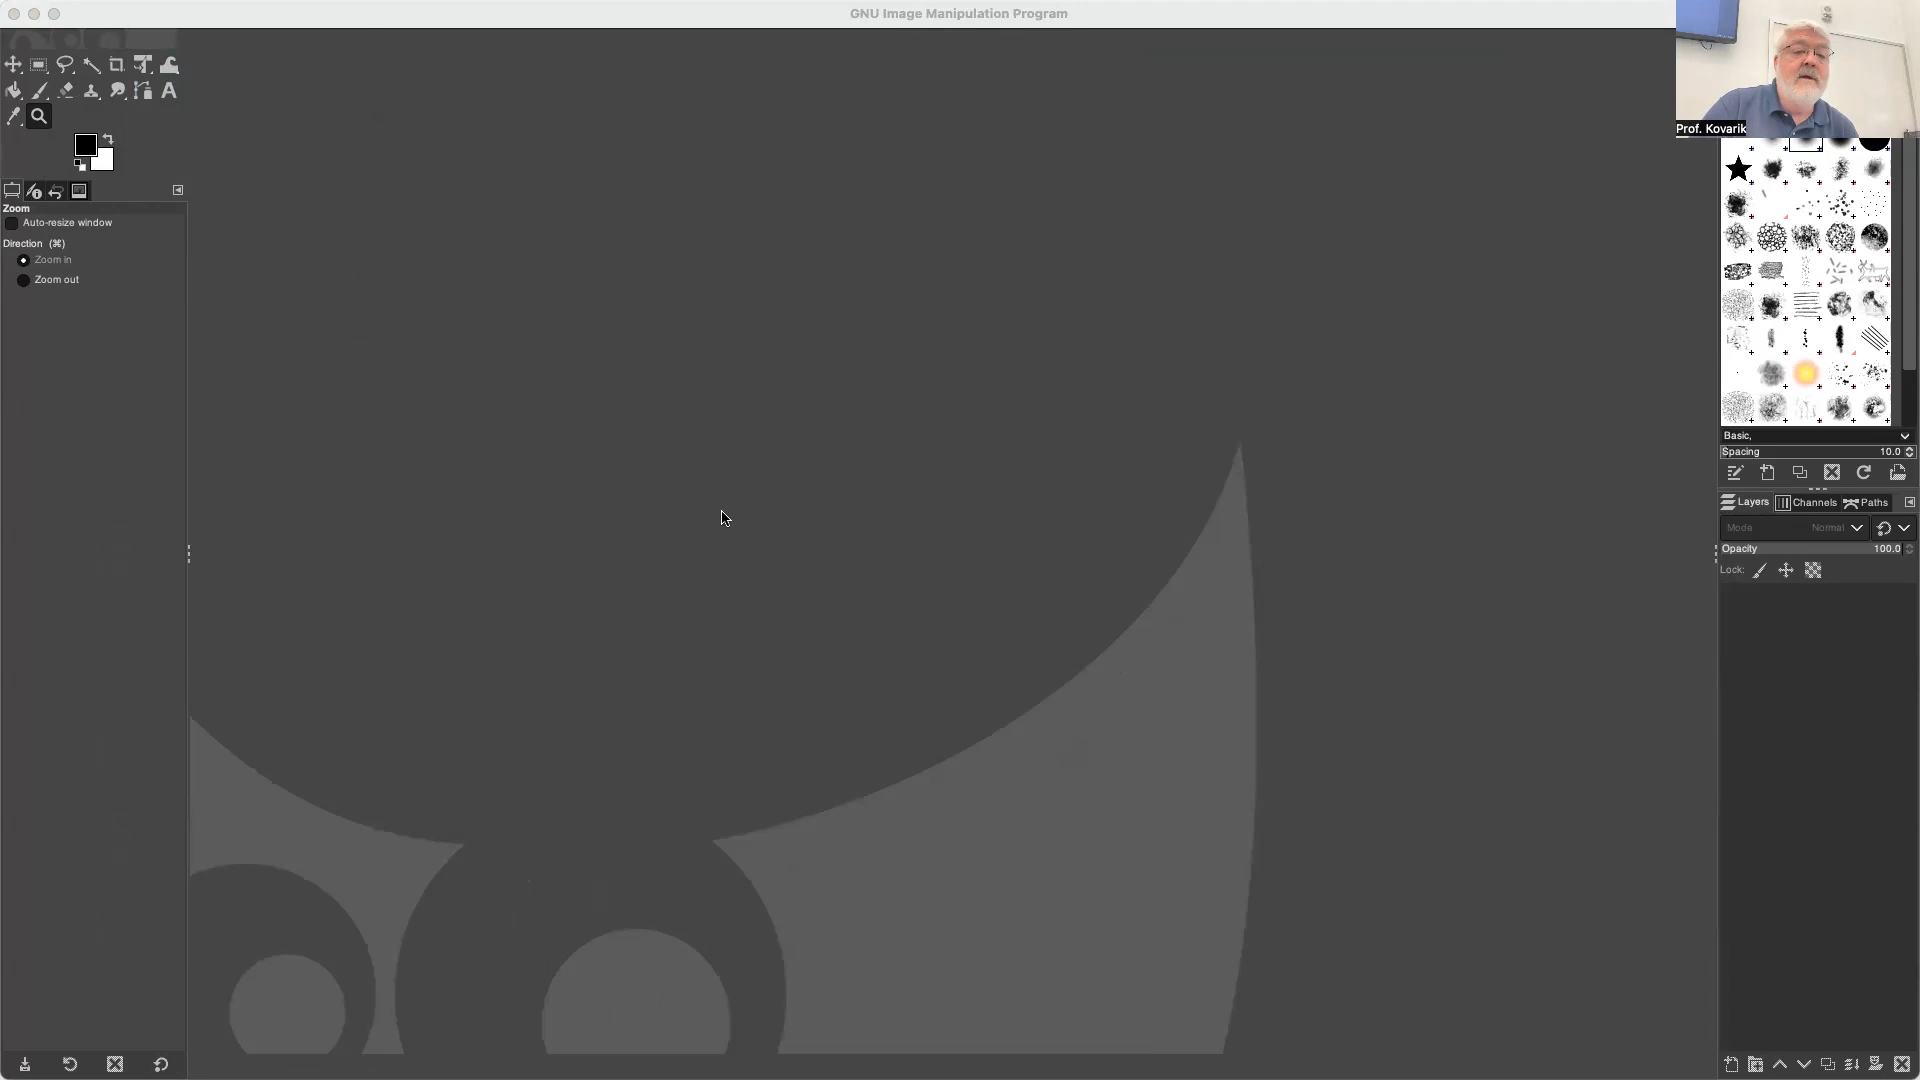 GNU Image Manipulation Program
Prof. Kovarik
Zoom
Auto-resize window
Direction (⌘)
Zoom in
Zoom out
Basic,
Spacing 10.0
Layers Channels Paths
Mode Normal
Opacity 100.0
Lock: